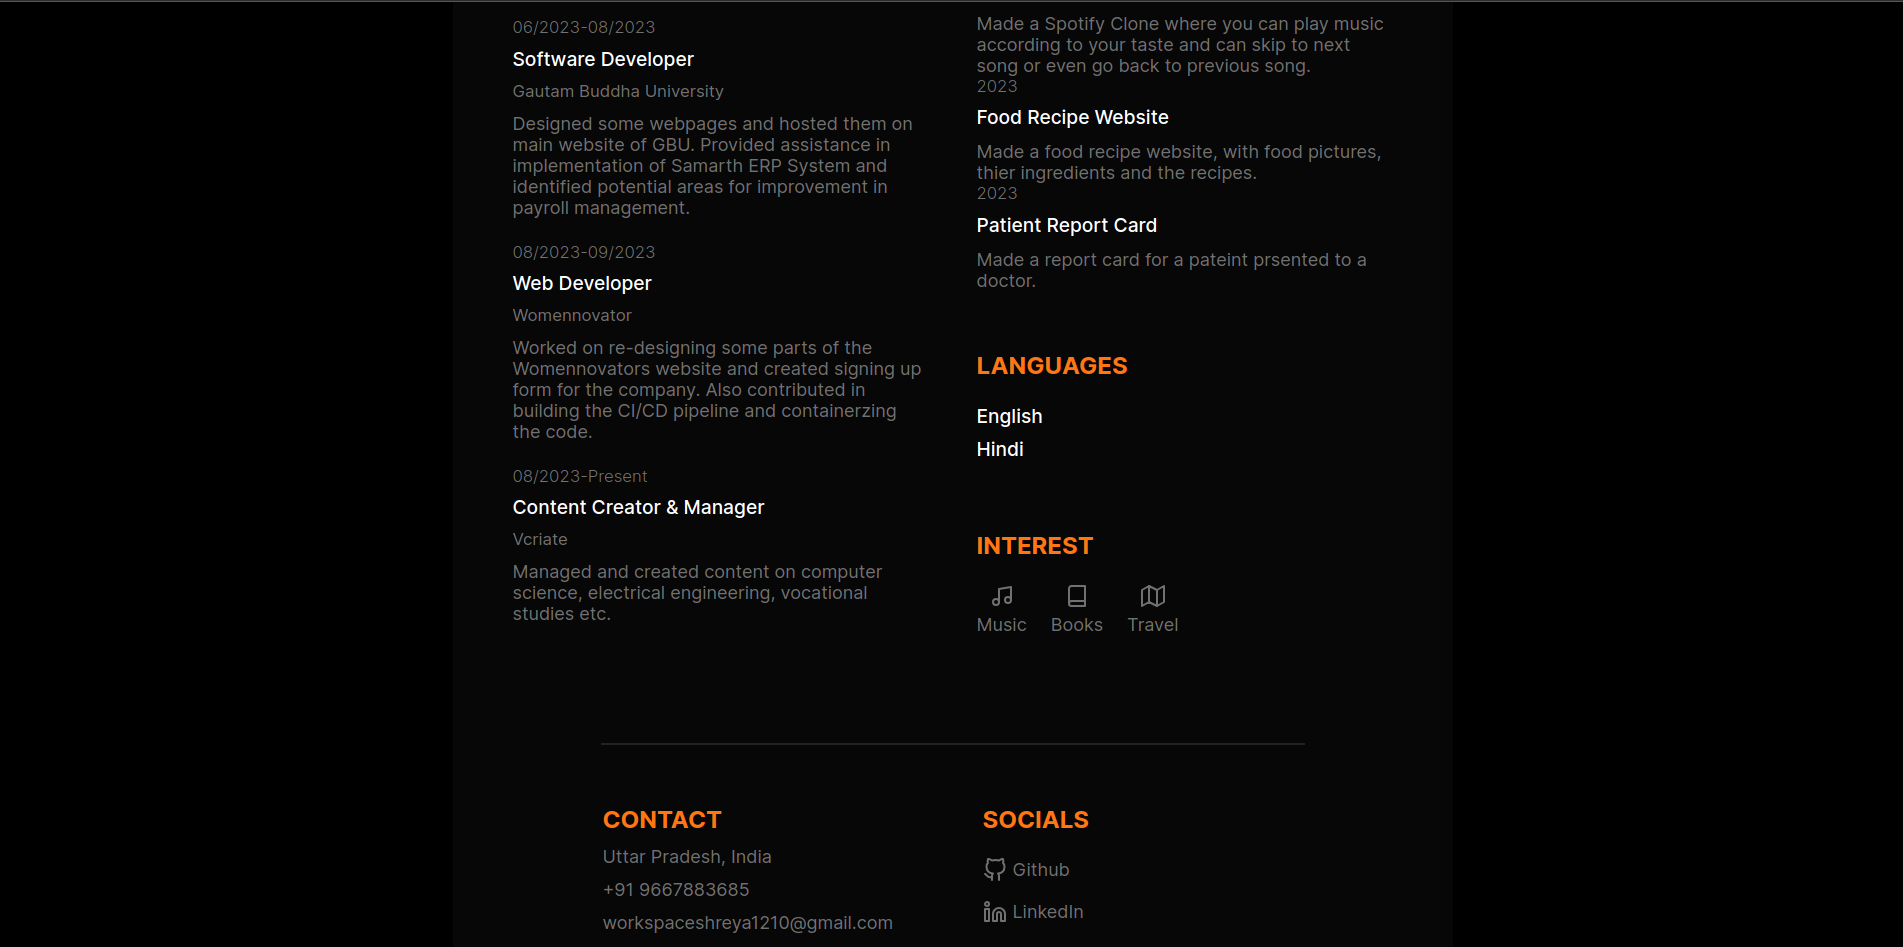 06/2023-08/2023
Software Developer
Gautam Buddha University
Designed some webpages and hosted them on
main website of GBU. Provided assistance in
implementation of Samarth ERP System and
identified potential areas for improvement in
payroll management.
08/2023-09/2023
Web Developer
Womennovator
Worked on re-designing some parts of the
Womennovators website and created signing up
form for the company. Also contributed in
building the CI/CD pipeline and containerzing
the code.
08/2023-Present
Content Creator & Manager
Vcriate
Managed and created content on computer
science, electrical engineering, vocational
studies etc.
Made a Spotify Clone where you can play music
according to your taste and can skip to next
song or even go back to previous song.
2023
Food Recipe Website
Made a food recipe website, with food pictures,
thier ingredients and the recipes.
2023
Patient Report Card
Made a report card for a pateint prsented to a
doctor.
LANGUAGES
English
Hindi
INTEREST
Music Books Travel
CONTACT
Uttar Pradesh, India
+91 9667883685
workspaceshreya1210@gmail.com
SOCIALS
Github
LinkedIn